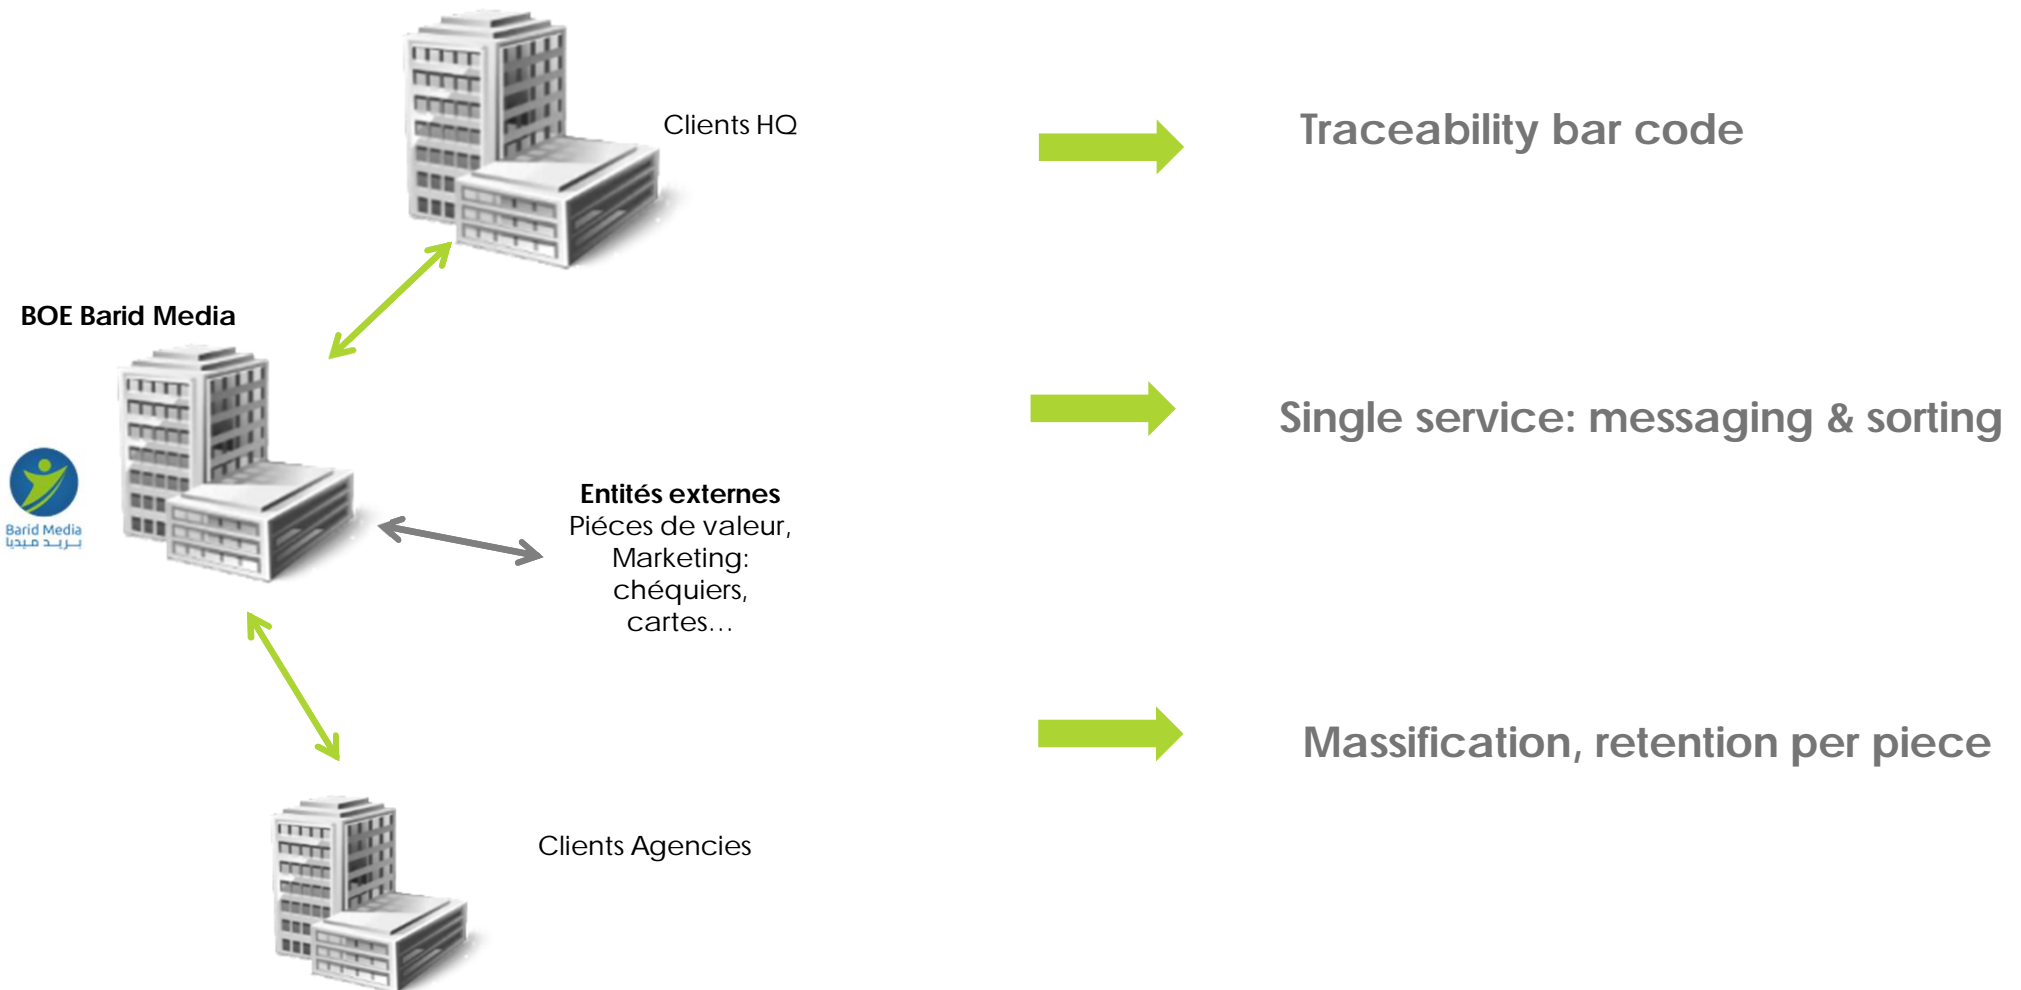 Clients HQ
Traceability bar code
BOE Barid Media
Single service: messaging & sorting
Barid Media
بريد ميديا
Entités externes
Piéces de valeur,
Marketing:
chéquiers,
cartes…
Massification, retention per piece
Clients Agencies